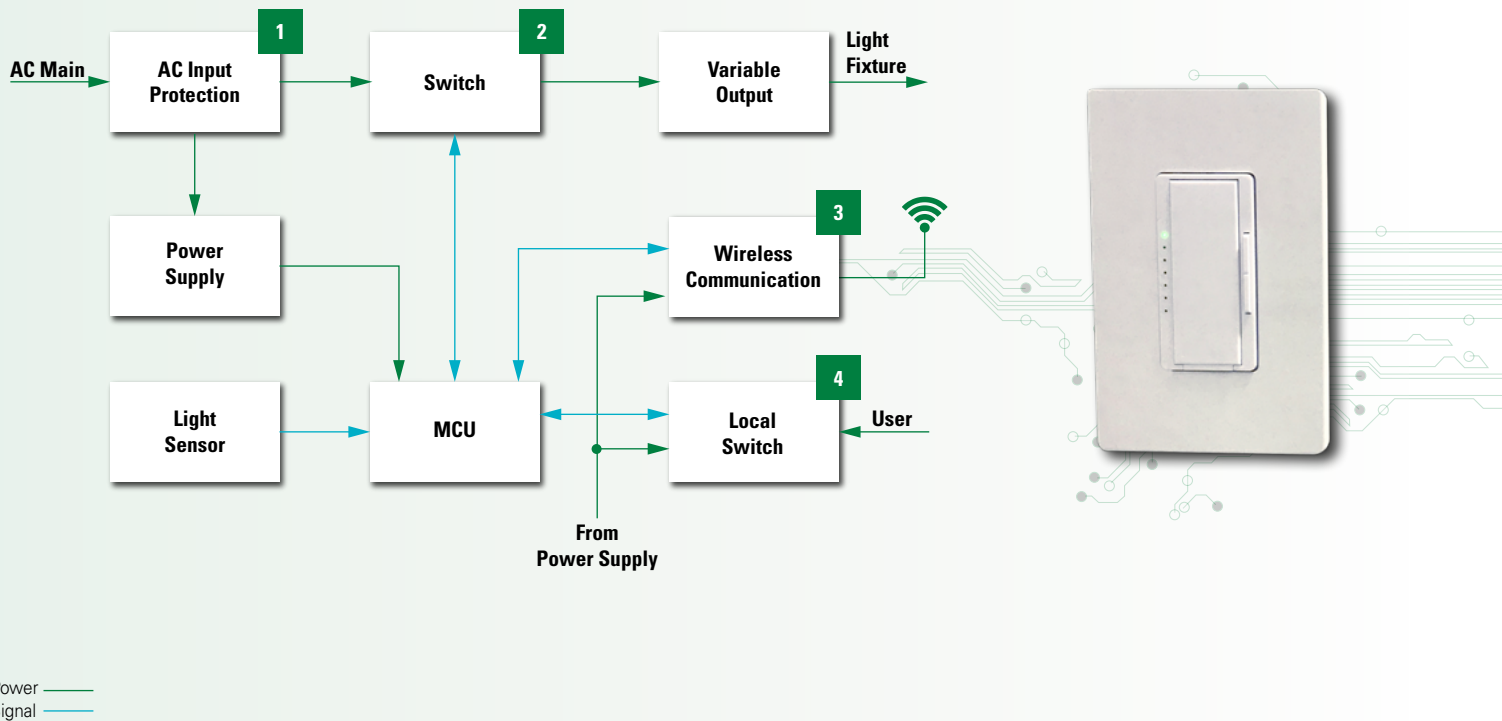 1
2
AC Main
AC Input
Protection
Switch
Variable
Output
Light
Fixture
3
Power
Supply
Wireless
Communication
4
Light
Sensor
MCU
Local
Switch
User
From
Power Supply
ower
ignal